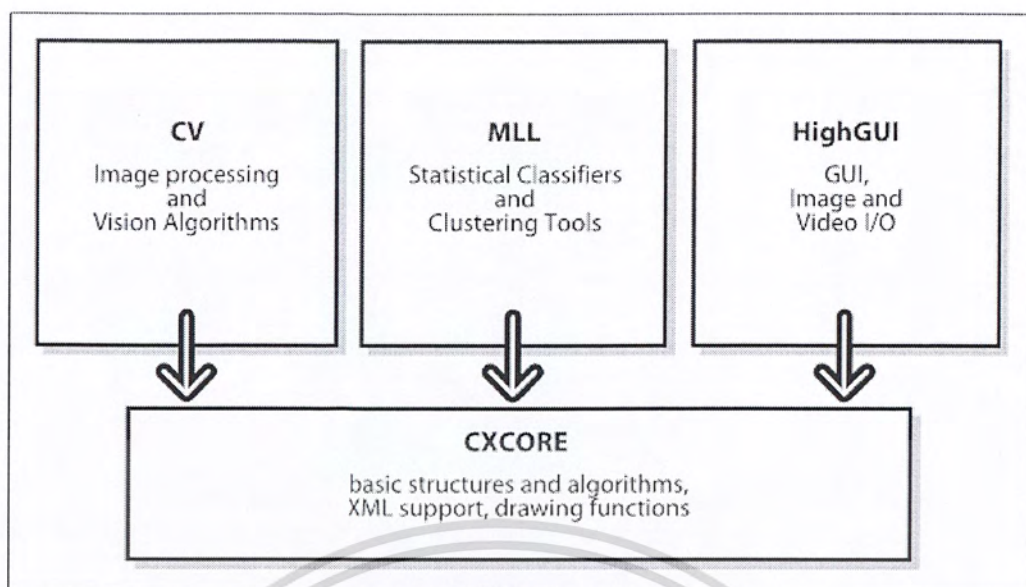 CV
Image processing
and
Vision Algorithms
MLL
Statistical Classifiers
and
Clustering Tools
HighGUI
GUI,
Image and
Video I/O
CXCORE
basic structures and algorithms,
XML support, drawing functions